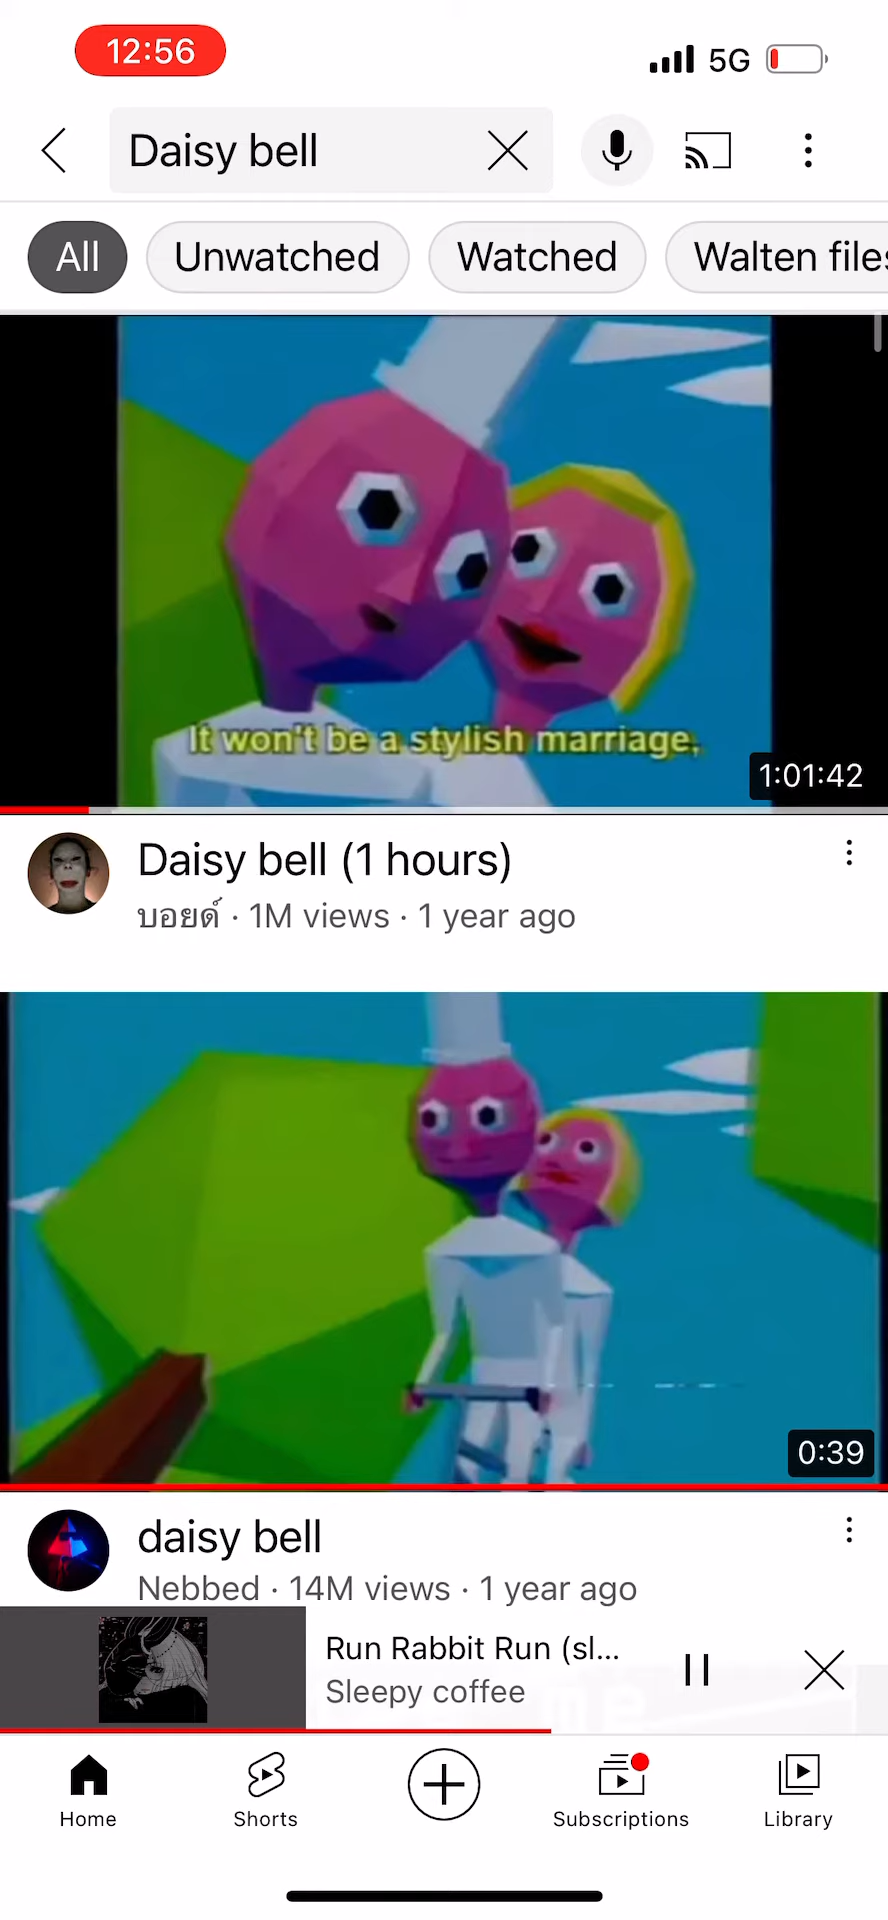 12:56
5G
Daisy bell
All
Unwatched
Watched
Walten files
It won't be a stylish marriage,
1:01:42
Daisy bell (1 hours)
บอยด์ · 1M views · 1 year ago
0:39
daisy bell
Nebbed · 14M views · 1 year ago
Run Rabbit Run (sl...
Sleepy coffee
me
Home
Shorts
Subscriptions
Library